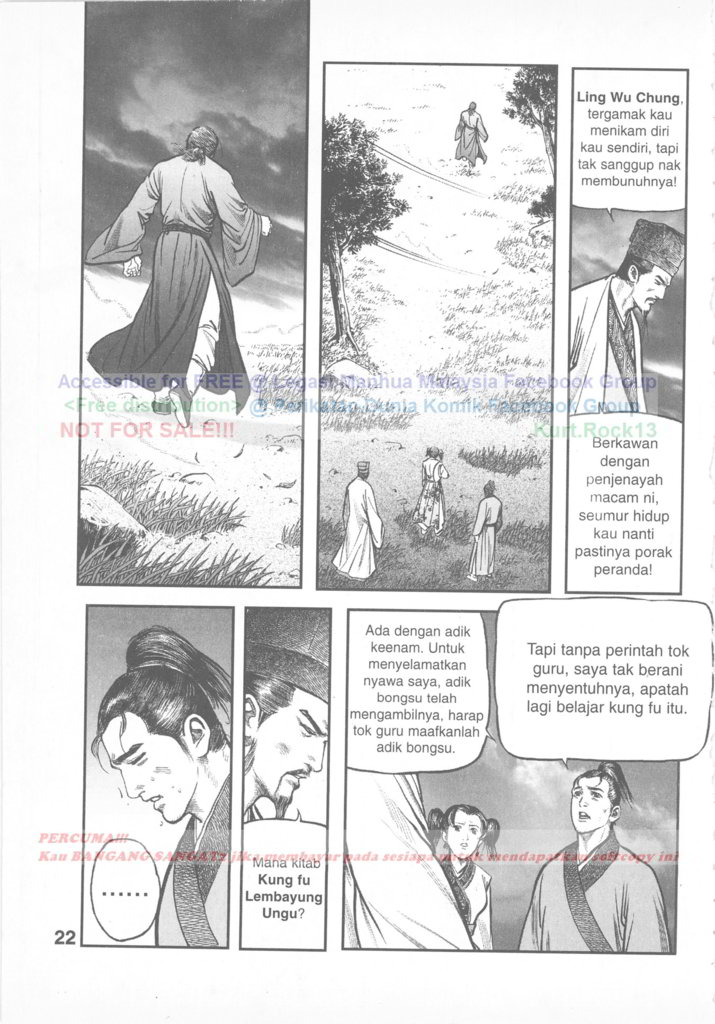 Ling Wu Chung,
tergamak kau
menikam diri
kau sendiri, tapi
tak sanggup nak
membunuhnya!
Accessible for FREE @ Legasi Manhua Malaysia Facebook Group
<Free distribution> @ Perikatan Dunia Komik Facebook Group
NOT FOR SALE!!!
Kurt.Rock13
Berkawan
dengan
penjenayah
macam ni,
seumur hidup
kau nanti
pastinya porak
peranda!
......
Mana kitab
Kung fu
Lembayung
Ungu?
Ada dengan adik
keenam. Untuk
menyelamatkan
nyawa saya, adik
bongsu telah
mengambilnya, harap
tok guru maafkanlah
adik bongsu.
Tapi tanpa perintah tok
guru, saya tak berani
menyentuhnya, apatah
lagi belajar kung fu itu.
PERCUMA!!!
Kau BANGANG SANGAT2 jika membayar pada sesiapa untuk mendapatkan softcopy ini
22